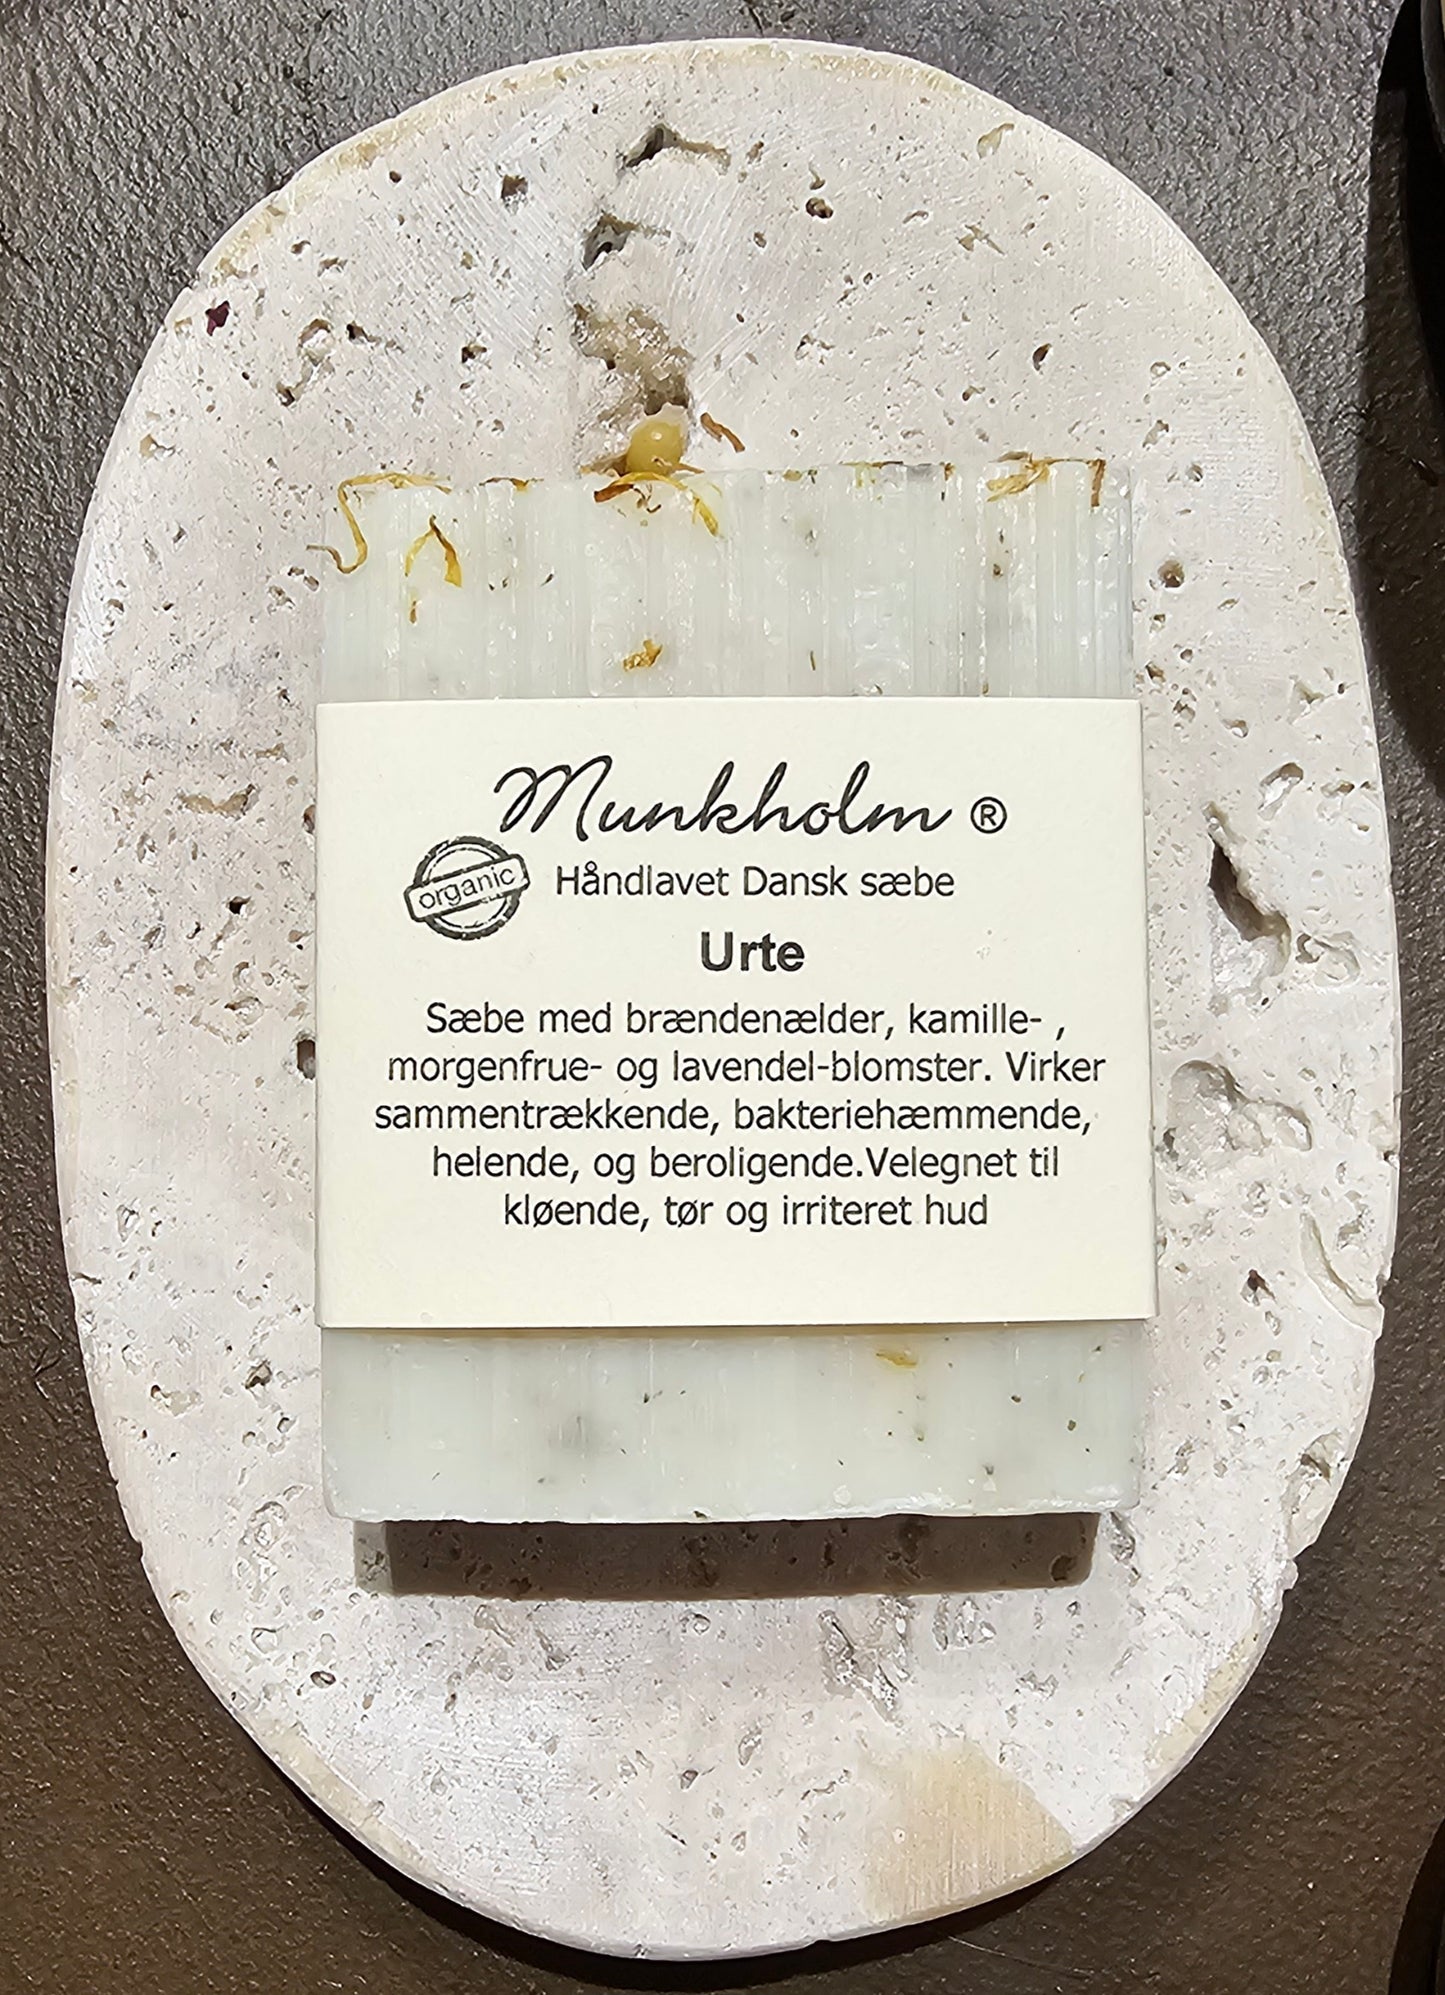 Munkholm ®
organic
Håndlavet Dansk sæbe
Urte
Sæbe med brændenælder, kamille- ,
morgenfrue- og lavendel-blomster. Virker
sammentrækkende, bakteriehæmmende,
helende, og beroligende.Velegnet til
kløende, tør og irriteret hud